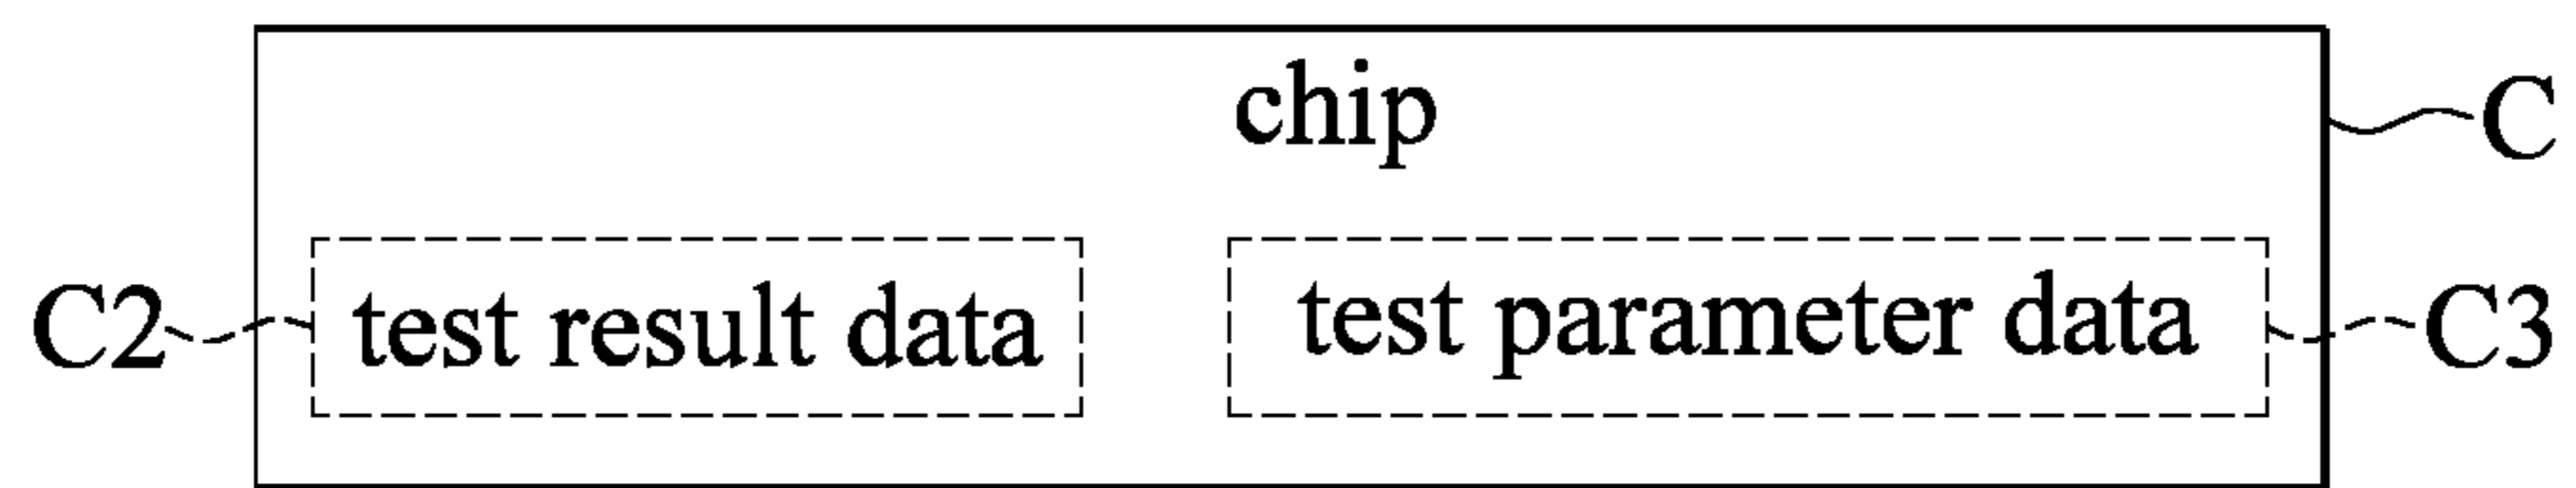 chip
C
C2
test result data
test parameter data
C3